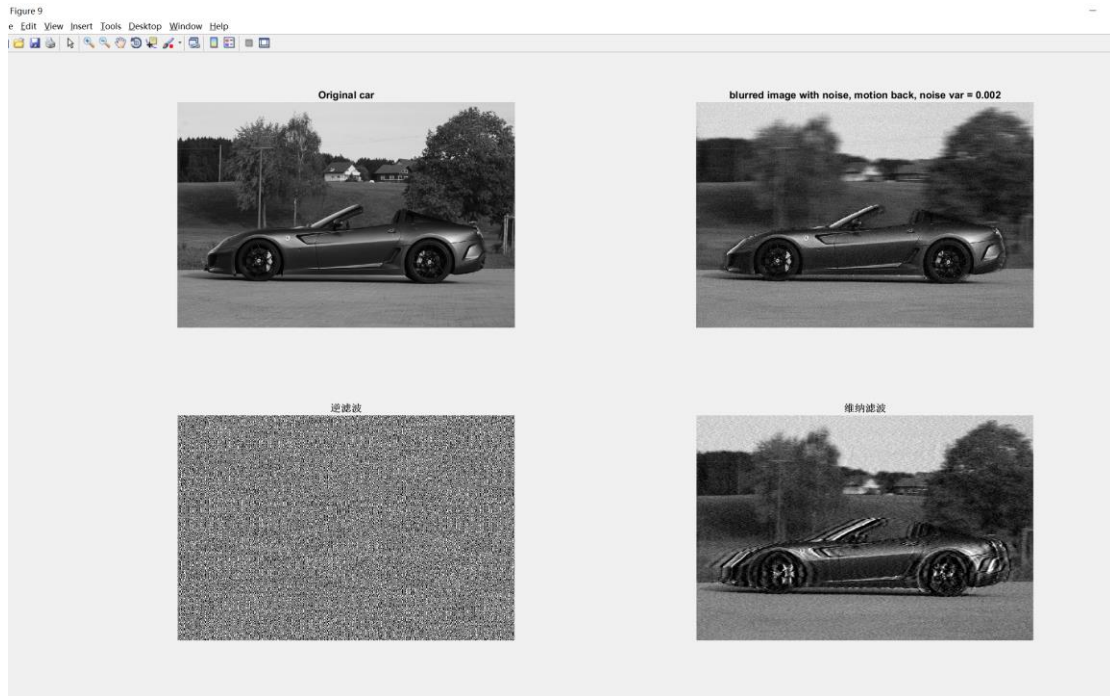 Figure 9
e Edit View Insert Tools Desktop Window Help
Original car
blurred image with noise, motion back, noise var = 0.002
逆滤波
维纳滤波